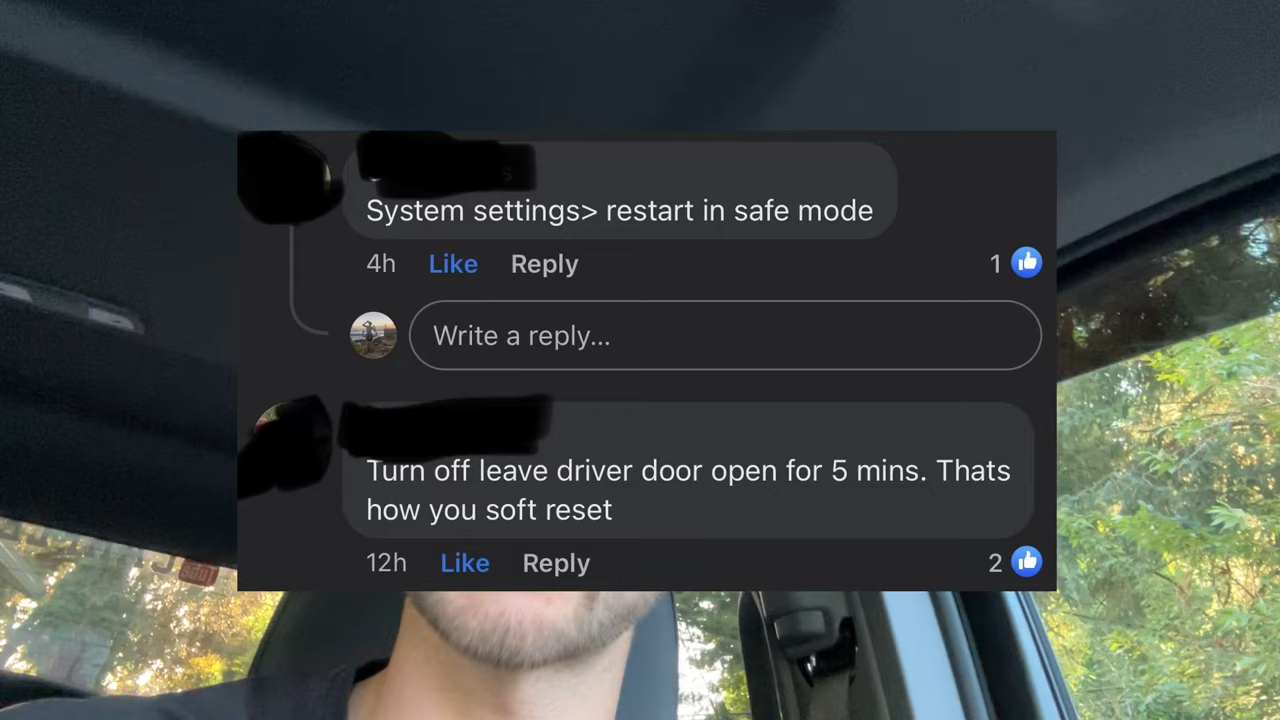 System settings> restart in safe mode
4h Like Reply 1
Write a reply...
Turn off leave driver door open for 5 mins. Thats
how you soft reset
12h Like Reply 2